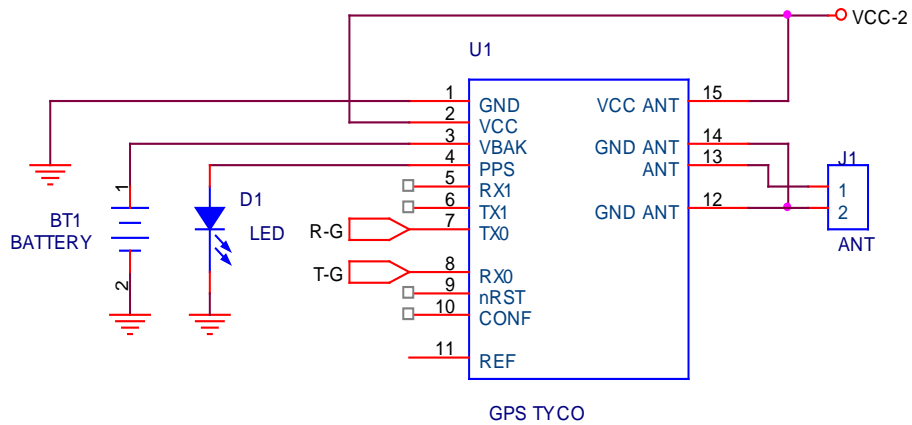 VCC-2
U1
1
GND
2
VCC
3
VBAK
4
PPS
5
RX1
6
TX1
7
TX0
8
RX0
9
nRST
10
CONF
11
REF
15
VCC ANT
14
GND ANT
13
ANT
12
GND ANT
J1
1
2
ANT
1
BT1
BATTERY
2
D1
LED
R-G
T-G
GPS TYCO